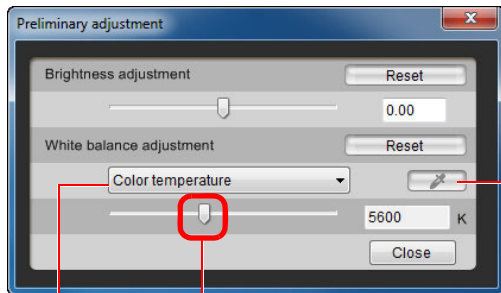 Preliminary adjustment
Brightness adjustment Reset
0.00
White balance adjustment Reset
Color temperature
5600 K
Close